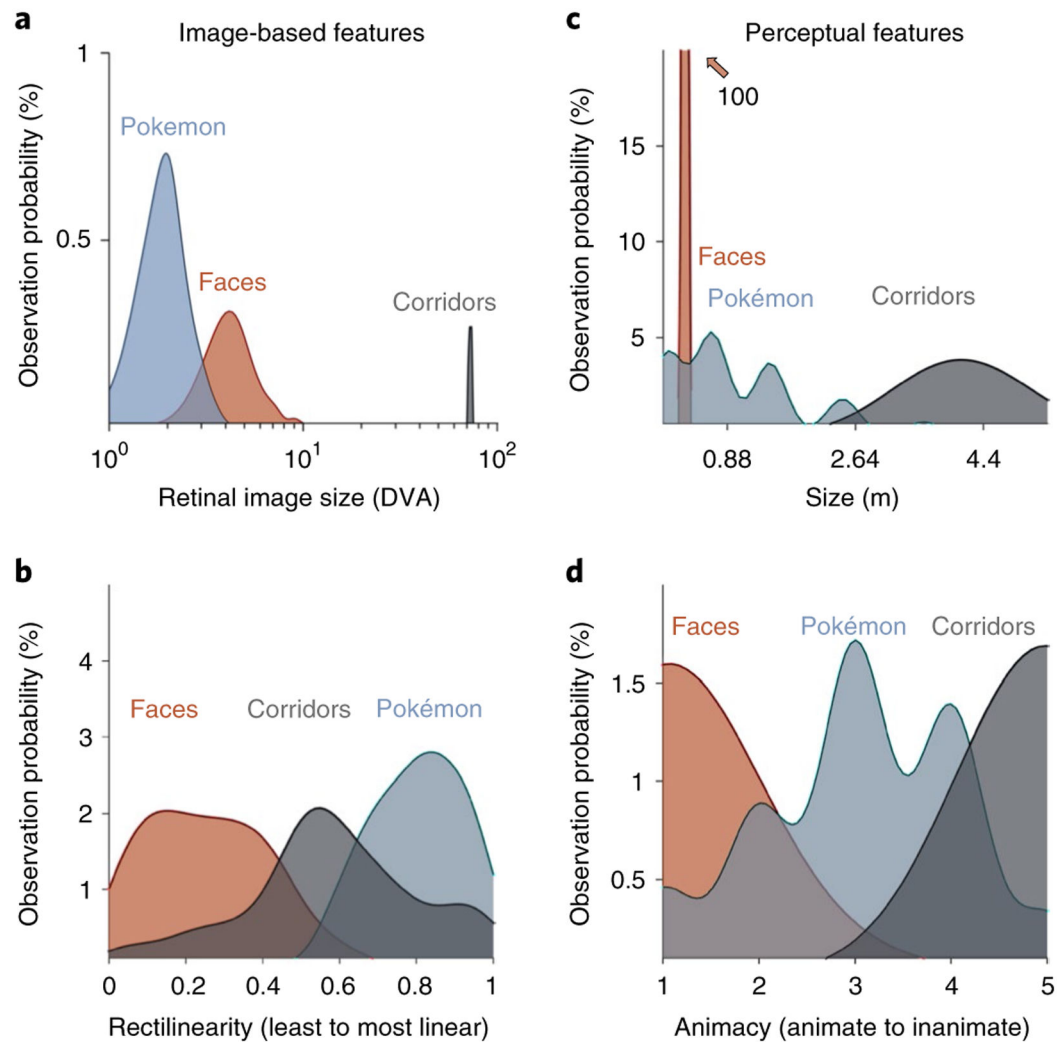 a
Image-based features
1
0.5
Observation probability (%)
Pokemon
Faces
Corridors
10⁰
10¹
10²
Retinal image size (DVA)
c
Perceptual features
100
15
10
5
Observation probability (%)
Faces
Pokémon
Corridors
0.88
2.64
4.4
Size (m)
b
4
3
2
1
Observation probability (%)
Faces
Corridors
Pokémon
0
0.2
0.4
0.6
0.8
1
Rectilinearity (least to most linear)
d
1.5
1
0.5
Observation probability (%)
Faces
Pokémon
Corridors
1
2
3
4
5
Animacy (animate to inanimate)